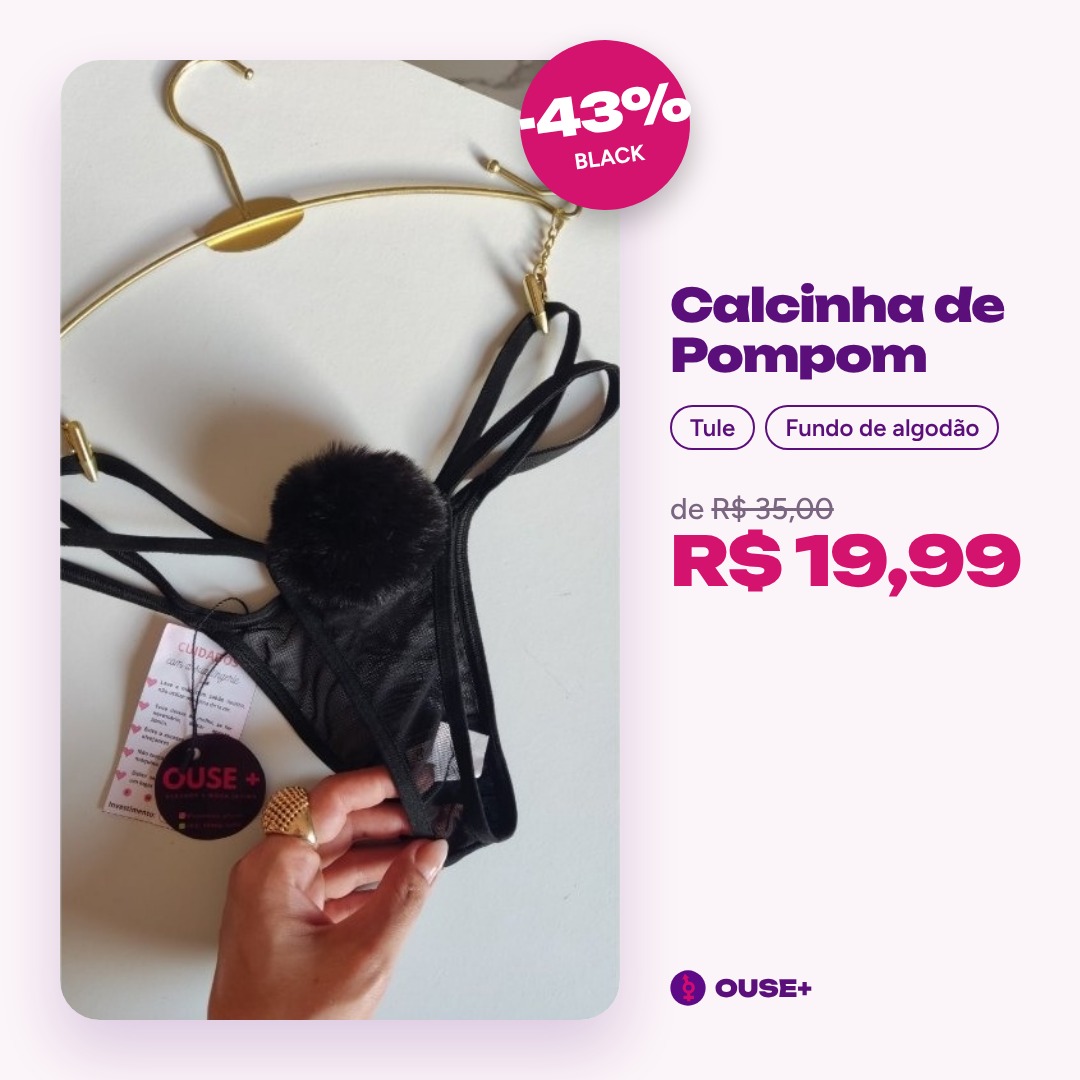 -43%
BLACK
Calcinha de
Pompom
Tule
Fundo de algodão
de R$ 35,00
R$ 19,99
CUIDADOS
OUSE +
Investimento:
OUSE+